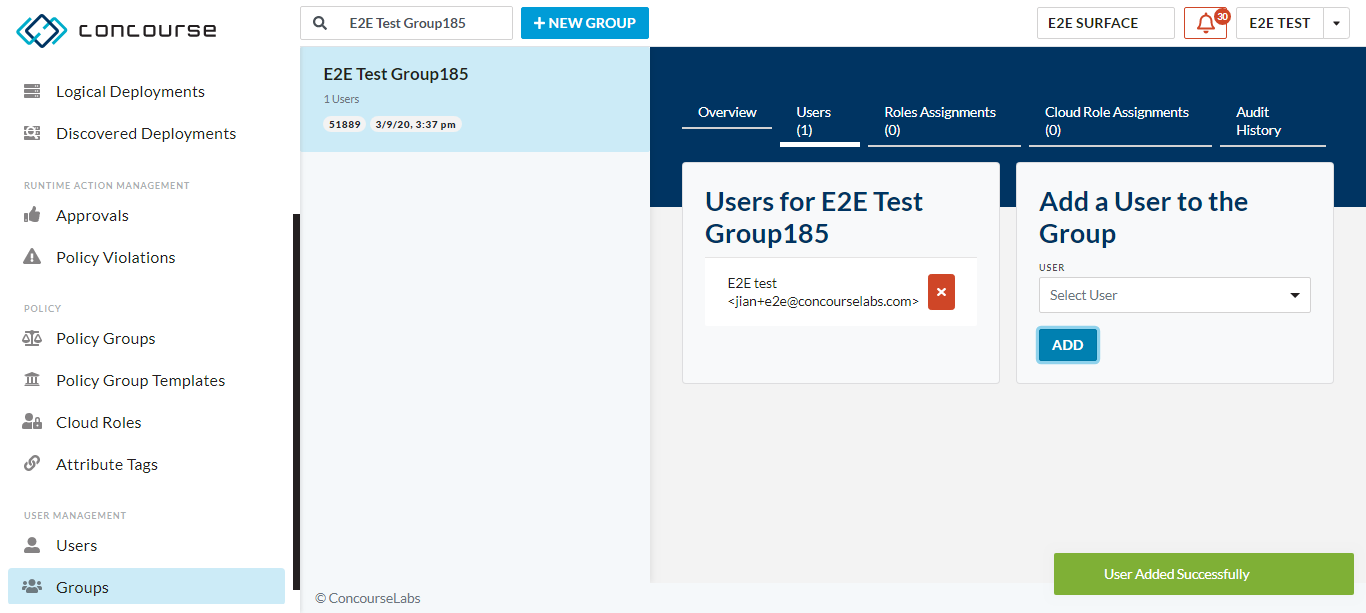 concourse
E2E Test Group185
+ NEW GROUP
E2E SURFACE
30
E2E TEST
Logical Deployments
Discovered Deployments
RUNTIME ACTION MANAGEMENT
Approvals
Policy Violations
POLICY
Policy Groups
Policy Group Templates
Cloud Roles
Attribute Tags
USER MANAGEMENT
Users
Groups
E2E Test Group185
1 Users
51889 3/9/20, 3:37 pm
Overview
Users
(1)
Roles Assignments
(0)
Cloud Role Assignments
(0)
Audit
History
Users for E2E Test
Group185
E2E test
<jian+e2e@concourselabs.com>
Add a User to the
Group
USER
Select User
ADD
User Added Successfully
© ConcourseLabs